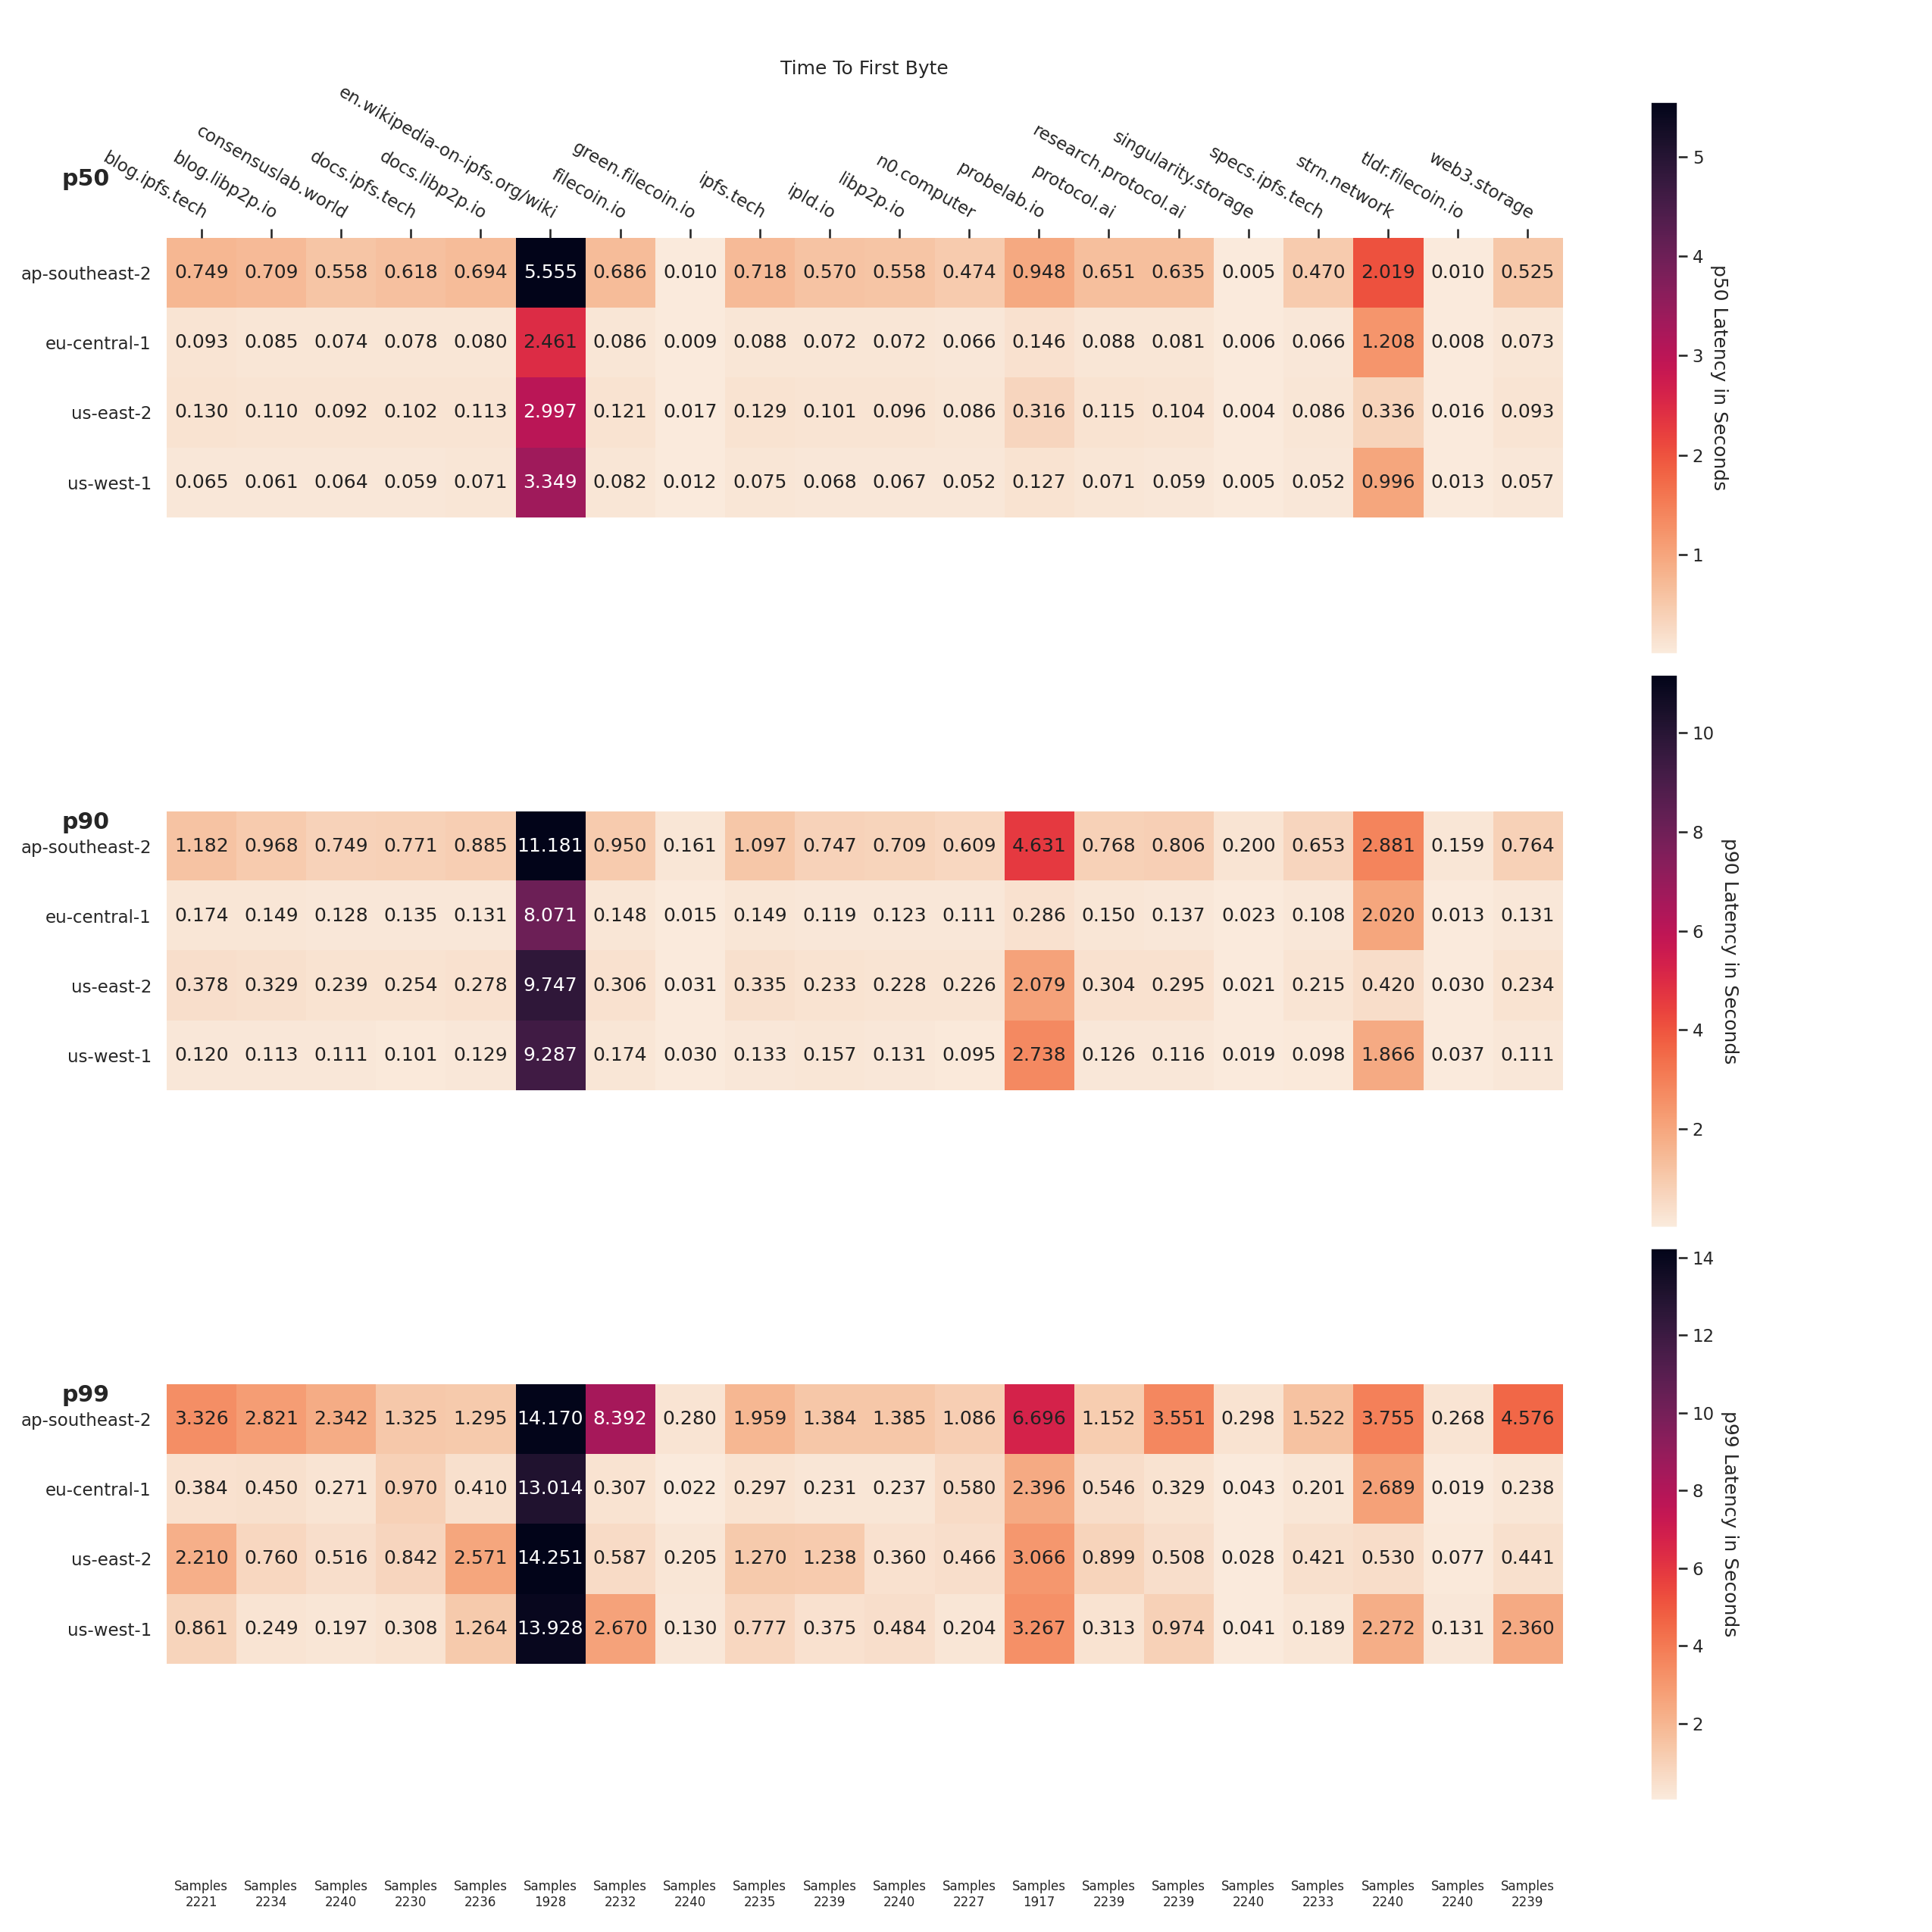 Time To First Byte
p50
blog.ipfs.tech
blog.libp2p.io
consensuslab.world
docs.ipfs.tech
docs.libp2p.io
en.wikipedia-on-ipfs.org/wiki
filecoin.io
green.filecoin.io
ipfs.tech
ipld.io
libp2p.io
n0.computer
probelab.io
protocol.ai
research.protocol.ai
singularity.storage
specs.ipfs.tech
strn.network
tldr.filecoin.io
web3.storage
ap-southeast-2 0.749 0.709 0.558 0.618 0.694 5.555 0.686 0.010 0.718 0.570 0.558 0.474 0.948 0.651 0.635 0.005 0.470 2.019 0.010 0.525
eu-central-1 0.093 0.085 0.074 0.078 0.080 2.461 0.086 0.009 0.088 0.072 0.072 0.066 0.146 0.088 0.081 0.006 0.066 1.208 0.008 0.073
us-east-2 0.130 0.110 0.092 0.102 0.113 2.997 0.121 0.017 0.129 0.101 0.096 0.086 0.316 0.115 0.104 0.004 0.086 0.336 0.016 0.093
us-west-1 0.065 0.061 0.064 0.059 0.071 3.349 0.082 0.012 0.075 0.068 0.067 0.052 0.127 0.071 0.059 0.005 0.052 0.996 0.013 0.057
5
4
3
2
1
p50 Latency in Seconds
p90
ap-southeast-2 1.182 0.968 0.749 0.771 0.885 11.181 0.950 0.161 1.097 0.747 0.709 0.609 4.631 0.768 0.806 0.200 0.653 2.881 0.159 0.764
eu-central-1 0.174 0.149 0.128 0.135 0.131 8.071 0.148 0.015 0.149 0.119 0.123 0.111 0.286 0.150 0.137 0.023 0.108 2.020 0.013 0.131
us-east-2 0.378 0.329 0.239 0.254 0.278 9.747 0.306 0.031 0.335 0.233 0.228 0.226 2.079 0.304 0.295 0.021 0.215 0.420 0.030 0.234
us-west-1 0.120 0.113 0.111 0.101 0.129 9.287 0.174 0.030 0.133 0.157 0.131 0.095 2.738 0.126 0.116 0.019 0.098 1.866 0.037 0.111
10
8
6
4
2
p90 Latency in Seconds
p99
ap-southeast-2 3.326 2.821 2.342 1.325 1.295 14.170 8.392 0.280 1.959 1.384 1.385 1.086 6.696 1.152 3.551 0.298 1.522 3.755 0.268 4.576
eu-central-1 0.384 0.450 0.271 0.970 0.410 13.014 0.307 0.022 0.297 0.231 0.237 0.580 2.396 0.546 0.329 0.043 0.201 2.689 0.019 0.238
us-east-2 2.210 0.760 0.516 0.842 2.571 14.251 0.587 0.205 1.270 1.238 0.360 0.466 3.066 0.899 0.508 0.028 0.421 0.530 0.077 0.441
us-west-1 0.861 0.249 0.197 0.308 1.264 13.928 2.670 0.130 0.777 0.375 0.484 0.204 3.267 0.313 0.974 0.041 0.189 2.272 0.131 2.360
14
12
10
8
6
4
2
p99 Latency in Seconds
Samples Samples Samples Samples Samples Samples Samples Samples Samples Samples Samples Samples Samples Samples Samples Samples Samples Samples Samples Samples
2221 2234 2240 2230 2236 1928 2232 2240 2235 2239 2240 2227 1917 2239 2239 2240 2233 2240 2240 2239